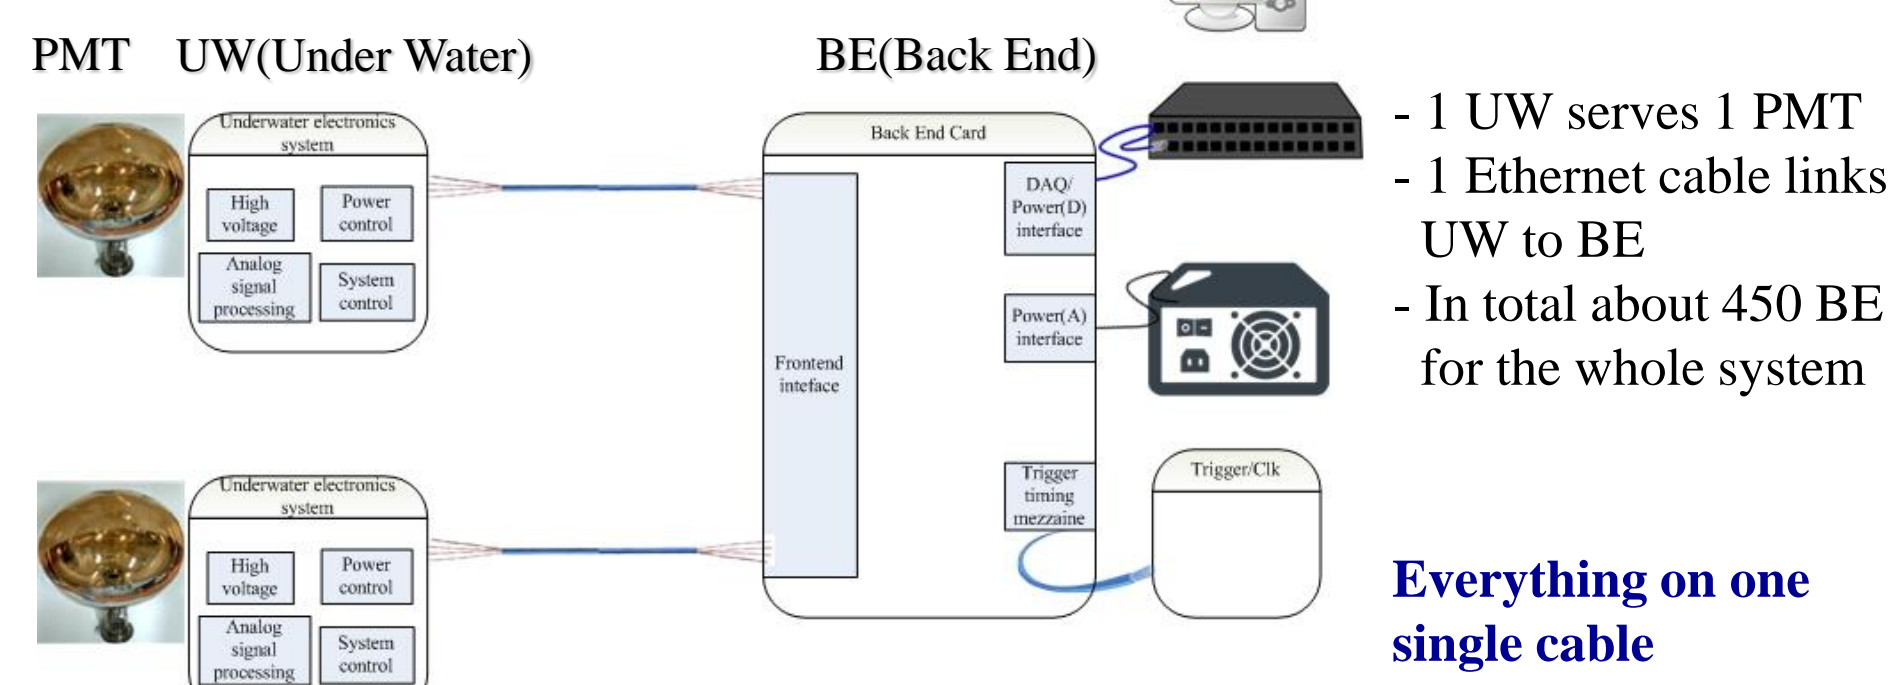 PMT UW(Under Water) BE(Back End)
Underwater electronics
system
High
voltage
Power
control
Analog
signal
processing
System
control
Underwater electronics
system
High
voltage
Power
control
Analog
signal
processing
System
control
Back End Card
Frontend
inteface
DAQ/
Power(D)
interface
Power(A)
interface
Trigger
timing
mezzaine
Trigger/Clk
- 1 UW serves 1 PMT
- 1 Ethernet cable links
UW to BE
- In total about 450 BE
for the whole system
Everything on one
single cable